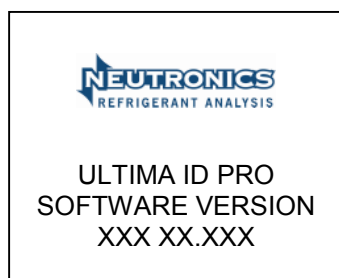 NEUTRONICS
REFRIGERANT ANALYSIS
ULTIMA ID PRO
SOFTWARE VERSION
XXX XX.XXX